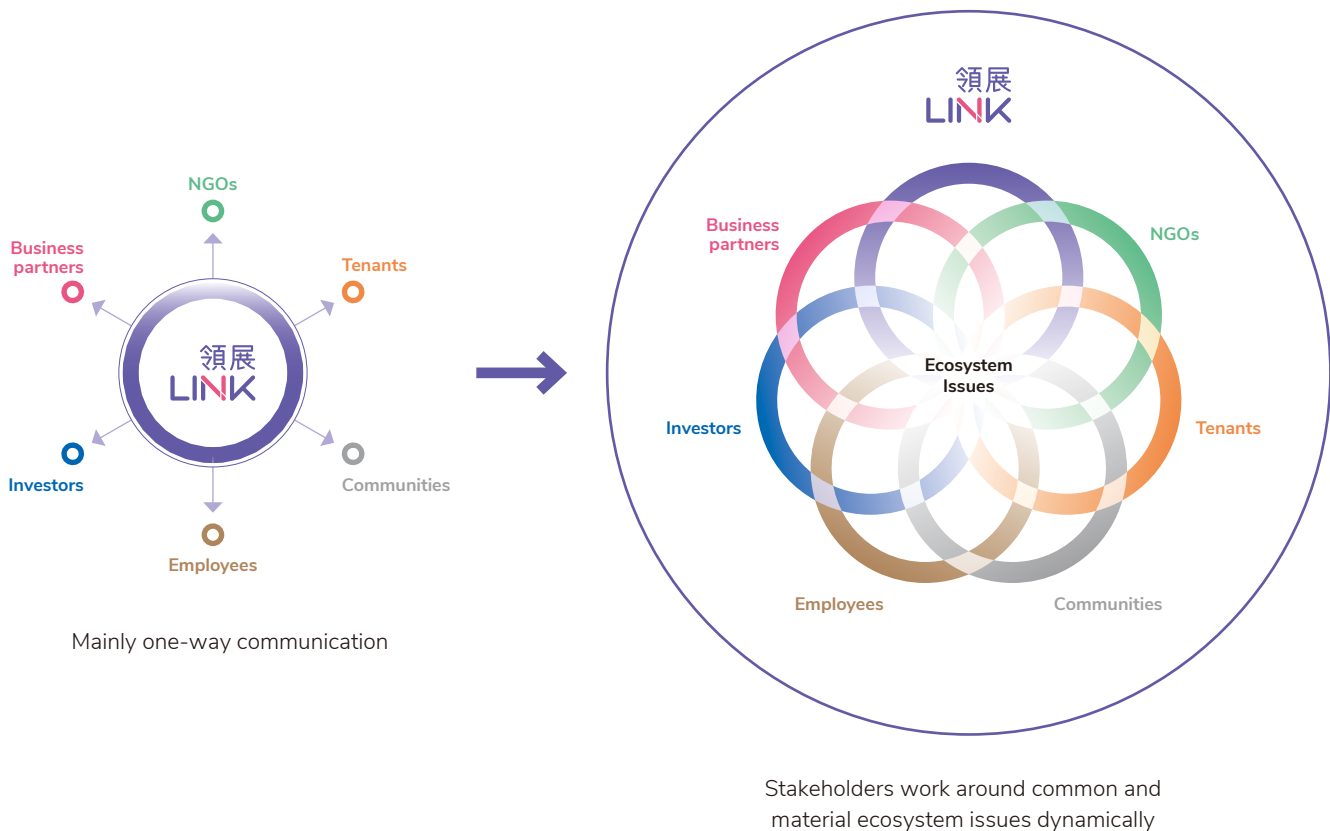 NGOs
Business
partners
Tenants
領展
LINK
Investors
Communities
Employees
Mainly one-way communication
領展
LINK
Business
partners
NGOs
Ecosystem
Issues
Investors
Tenants
Employees
Communities
Stakeholders work around common and
material ecosystem issues dynamically